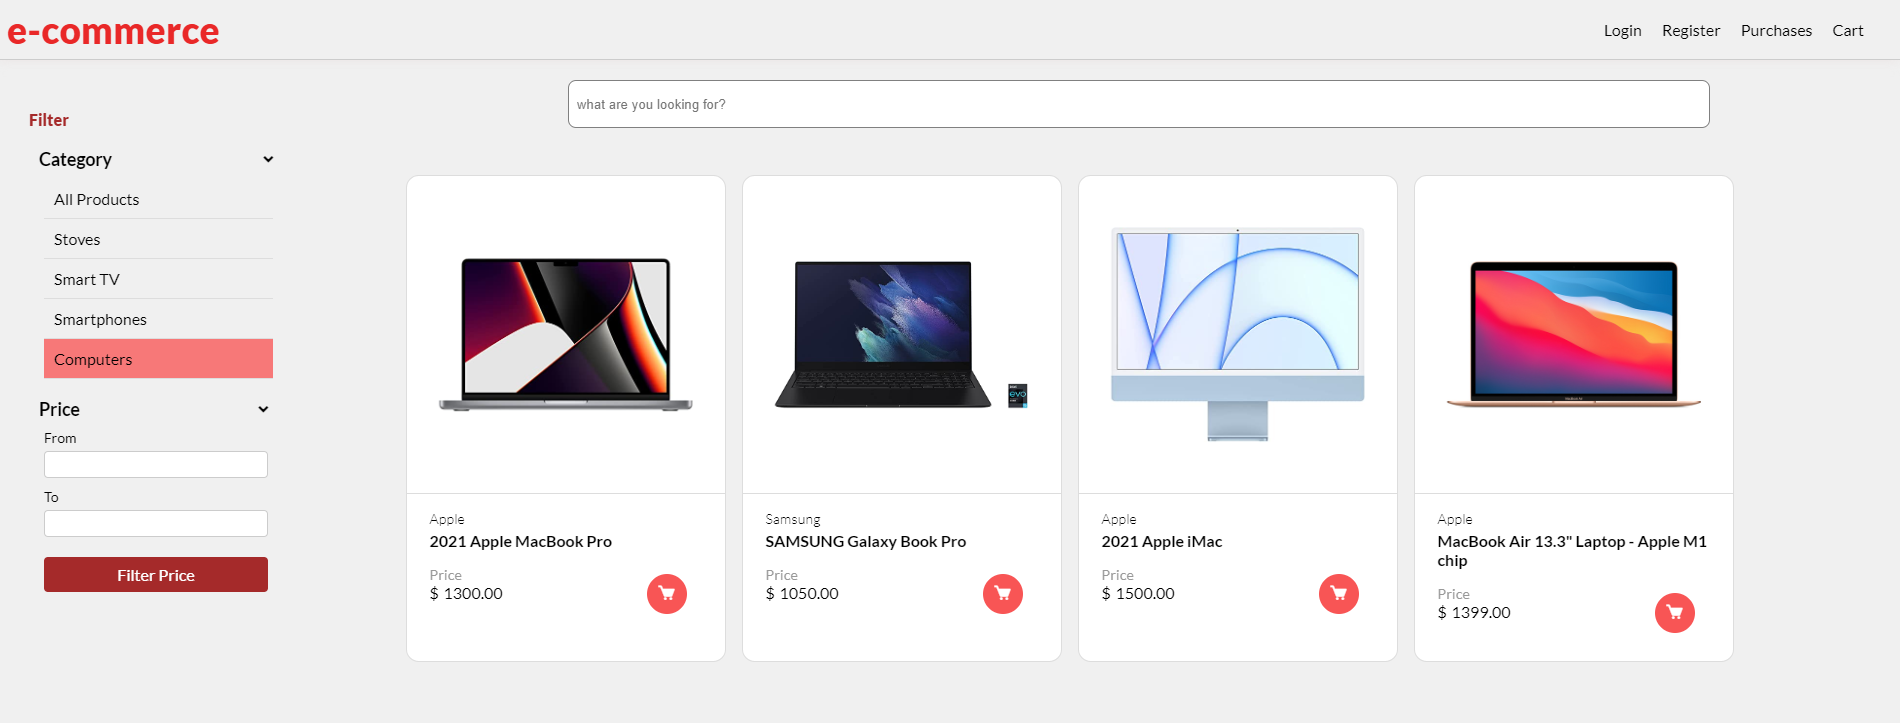 e-commerce
Login
Register
Purchases
Cart
what are you looking for?
Filter
Category
All Products
Stoves
Smart TV
Smartphones
Computers
Price
From
To
Filter Price
evo
Apple
2021 Apple MacBook Pro
Price
$ 1300.00
Samsung
SAMSUNG Galaxy Book Pro
Price
$ 1050.00
Apple
2021 Apple iMac
Price
$ 1500.00
Apple
MacBook Air 13.3" Laptop - Apple M1
chip
Price
$ 1399.00